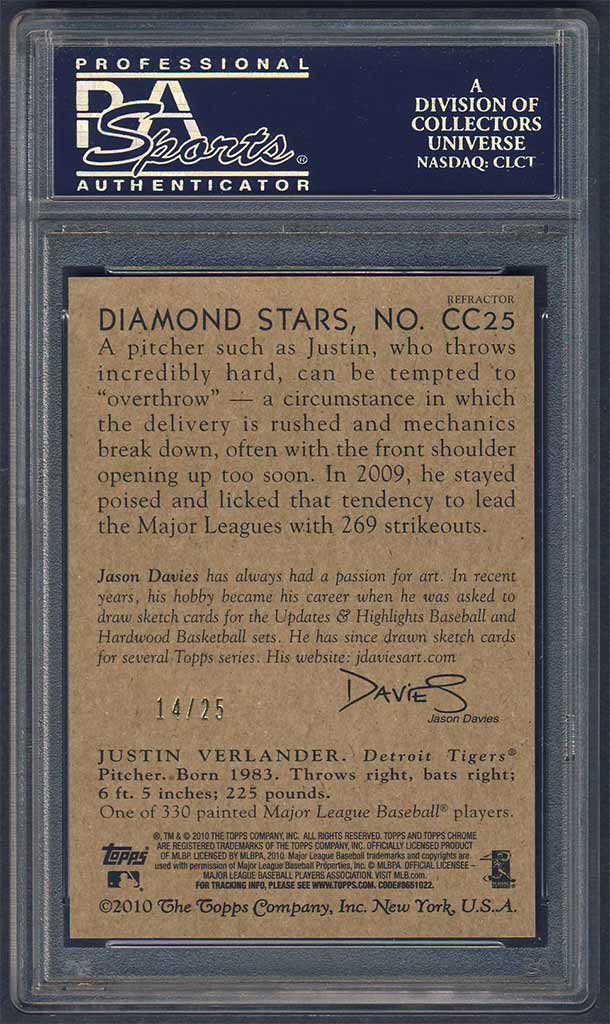 PROFESSIONAL
PSA
Sports®
AUTHENTICATOR
A
DIVISION OF
COLLECTORS
UNIVERSE
NASDAQ: CLCT
REFRACTOR
DIAMOND STARS, NO. CC25
A pitcher such as Justin, who throws
incredibly hard, can be tempted to
“overthrow” — a circumstance in which
the delivery is rushed and mechanics
break down, often with the front shoulder
opening up too soon. In 2009, he stayed
poised and licked that tendency to lead
the Major Leagues with 269 strikeouts.
Jason Davies has always had a passion for art. In recent
years, his hobby became his career when he was asked to
draw sketch cards for the Updates & Highlights Baseball and
Hardwood Basketball sets. He has since drawn sketch cards
for several Topps series. His website: jdaviesart.com
14/25
DAVIES
Jason Davies
JUSTIN VERLANDER. Detroit Tigers®
Pitcher. Born 1983. Throws right, bats right;
6 ft. 5 inches; 225 pounds.
One of 330 painted Major League Baseball® players.
Topps
®, TM & © 2010 THE TOPPS COMPANY, INC. ALL RIGHTS RESERVED. TOPPS AND TOPPS CHROME
ARE REGISTERED TRADEMARKS OF THE TOPPS COMPANY, INC. OFFICIALLY LICENSED PRODUCT
OF MLBP. LICENSED BY MLBPA, 2010. Major League Baseball trademarks and copyrights are
used with permission of Major League Baseball Properties, Inc. © MLBPA. OFFICIAL LICENSEE –
MAJOR LEAGUE BASEBALL PLAYERS ASSOCIATION. VISIT MLB.com.
FOR TRACKING INFO, PLEASE SEE WWW.TOPPS.COM. CODE#8651022.
©2010 The Topps Company, Inc. New York, U.S.A.